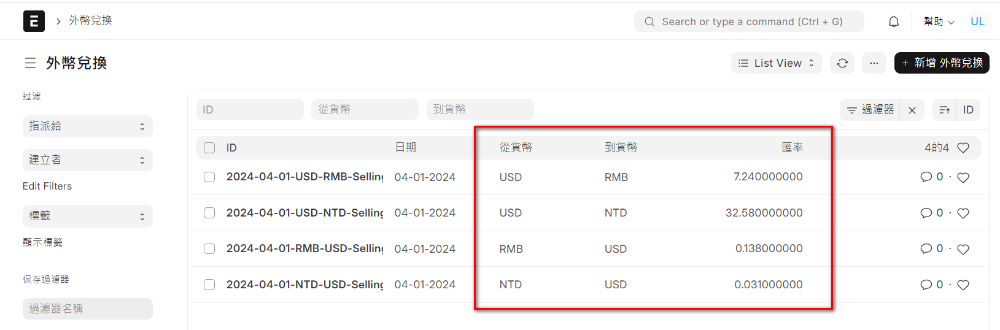 E > 外幣兌換 Search or type a command (Ctrl + G) 幫助 UL
外幣兌換 List View ··· + 新增 外幣兌換
过滤
指派給
建立者
Edit Filters
標籤
顯示標籤
保存過濾器
過濾器名稱
ID 從貨幣 到貨幣 過濾器 × ID
ID 日期 從貨幣 到貨幣 匯率 4的4
2024-04-01-USD-RMB-Selling 04-01-2024 USD RMB 7.240000000 0 ·
2024-04-01-USD-NTD-Selling 04-01-2024 USD NTD 32.580000000 0 ·
2024-04-01-RMB-USD-Selling 04-01-2024 RMB USD 0.138000000 0 ·
2024-04-01-NTD-USD-Selling 04-01-2024 NTD USD 0.031000000 0 ·